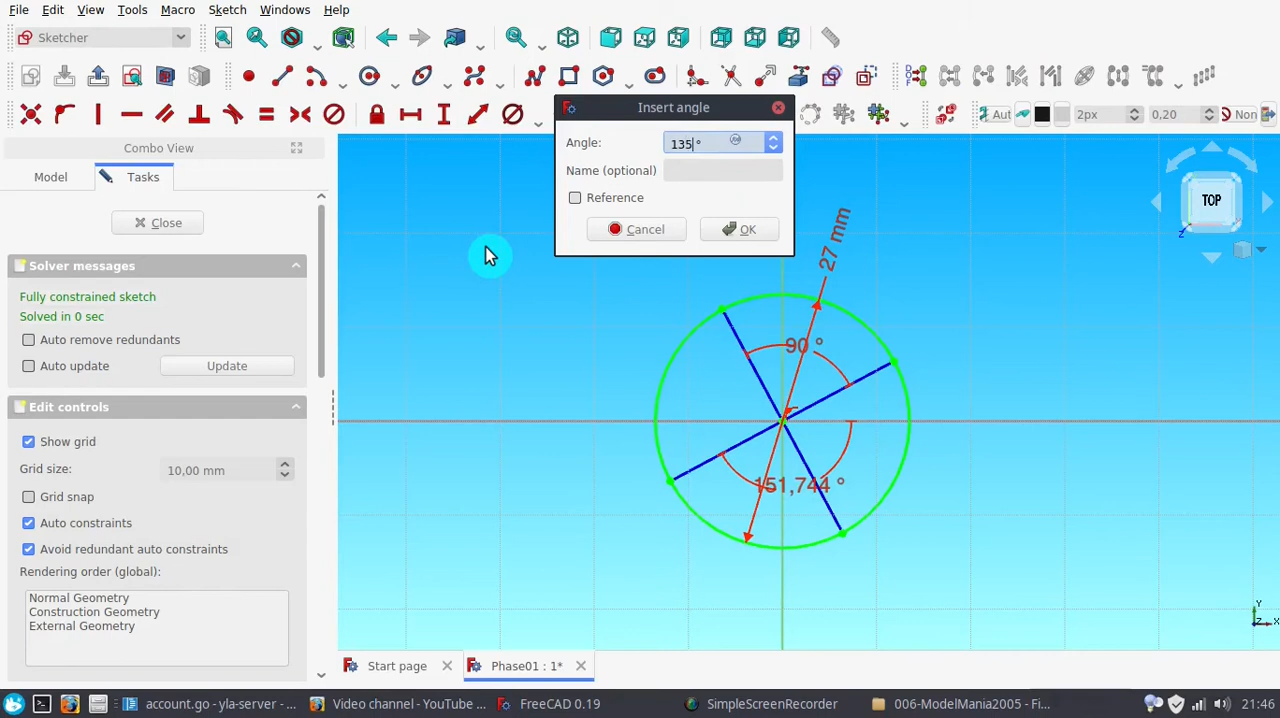 File Edit View Tools Macro Sketch Windows Help
Sketcher
Aut 2px 0,20 Non
Insert angle
Angle: 135 °
Name (optional)
Reference
Cancel OK
Combo View
Model Tasks
Close
Solver messages
Fully constrained sketch
Solved in 0 sec
Auto remove redundants
Auto update Update
Edit controls
Show grid
Grid size: 10,00 mm
Grid snap
Auto constraints
Avoid redundant auto constraints
Rendering order (global):
Normal Geometry
Construction Geometry
External Geometry
TOP
Z
27 mm
90 °
151,744 °
Y
Z X
Start page Phase01 : 1*
account.go - yla-server - ... Video channel - YouTube ... FreeCAD 0.19 SimpleScreenRecorder 006-ModelMania2005 - Fi... 21:46